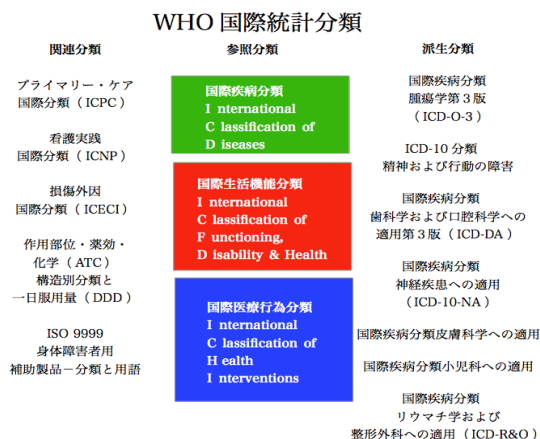 WHO 国際統計分類
関連分類
プライマリー・ケア
国際分類（ ICPC ）
看護実践
国際分類（ ICNP ）
損傷外因
国際分類（ ICECI ）
作用部位・薬効・
化学（ ATC ）
構造別分類と
一日服用量（ DDD ）
ISO 9999
身体障害者用
補助製品－分類と用語
参照分類
国際疾病分類
I nternational
C lassification of
D iseases
国際生活機能分類
I nternational
C lassification of
F unctioning,
D isability & Health
国際医療行為分類
I nternational
C lassification of
H ealth
I nterventions
派生分類
国際疾病分類
腫瘍学第３版
（ ICD-O-3 ）
ICD-10 分類
精神および行動の障害
国際疾病分類
歯科学および口腔科学への
適用第３版（ ICD-DA ）
国際疾病分類
神経疾患への適用
（ ICD-10-NA ）
国際疾病分類皮膚科学への適用
国際疾病分類小児科への適用
国際疾病分類
リウマチ学および
整形外科への適用（ ICD-R&O ）